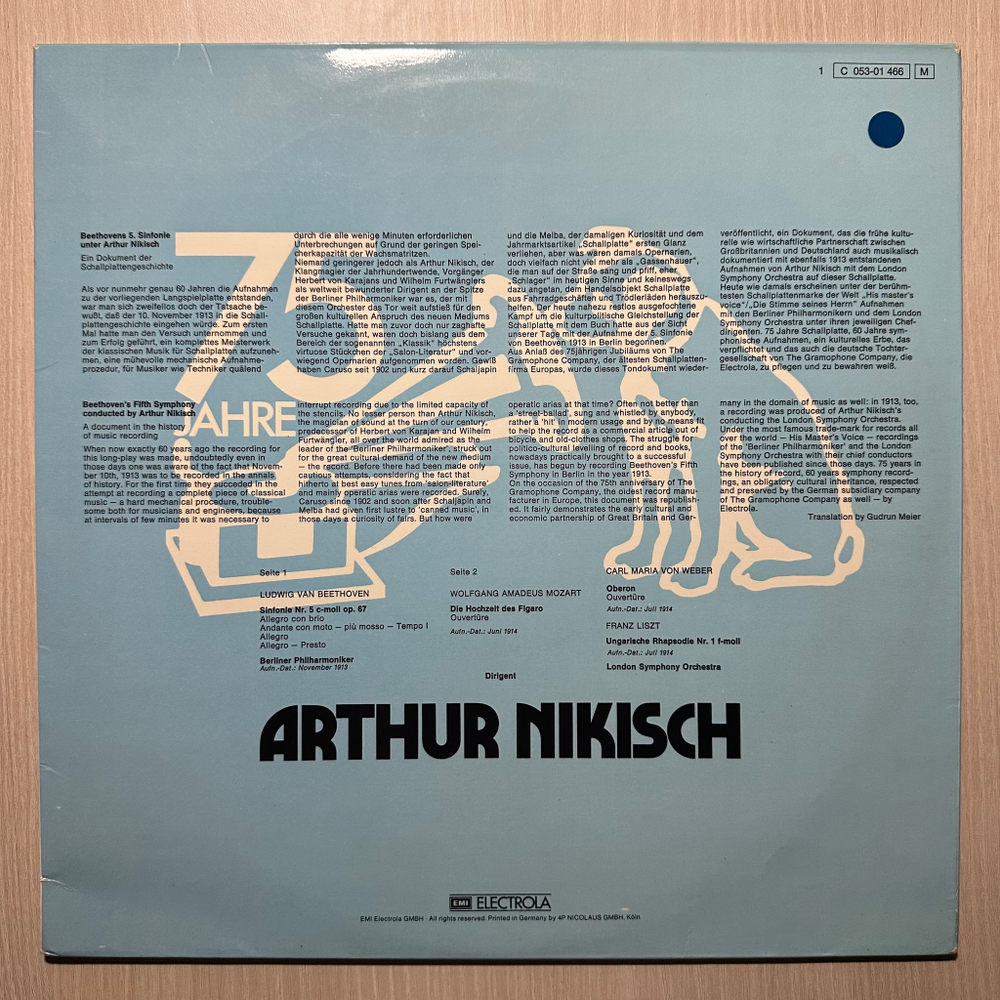 1 C 053-01 466 M
Beethovens 5. Sinfonie
unter Arthur Nikisch
Ein Dokument der
Schallplattengeschichte
Als vor nunmehr genau 60 Jahren die Aufnahmen
zu der vorliegenden Langspielplatte entstanden,
war man sich zweifellos doch der Tatsache be-
wußt, daß der 10. November 1913 in die Schall-
plattengeschichte eingehen würde. Zum ersten
Mal hatte man den Versuch unternommen und
zum Erfolg geführt, ein komplettes Meisterwerk
der klassischen Musik für Schallplatten aufzuneh-
men, eine mühevolle mechanische Aufnahme-
prozedur, für Musiker wie Techniker quälend
durch die alle wenige Minuten erforderlichen
Unterbrechungen auf Grund der geringen Spei-
cherkapazität der Wachsmatritzen.
Niemand geringerer jedoch als Arthur Nikisch, der
Klangmagier der Jahrhundertwende, Vorgänger
Herbert von Karajans und Wilhelm Furtwänglers
als weltweit bewunderter Dirigent an der Spitze
der Berliner Philharmoniker war es, der mit
diesem Orchester das Tor weit aufstieß für den
großen kulturellen Anspruch des neuen Mediums
Schallplatte. Hatte man zuvor doch nur zaghafte
Versuche gekannt, waren doch bislang aus dem
Bereich der sogenannten „Klassik" höchstens
virtuose Stückchen der „Salon-Literatur" und vor-
wiegend Opernarien aufgenommen worden. Gewiß
haben Caruso seit 1902 und kurz darauf Schaljapin
und die Melba, der damaligen Kuriosität und dem
Jahrmarktsartikel „Schallplatte" ersten Glanz
verliehen, aber was waren damals Opernarien,
doch vielfach nicht viel mehr als „Gassenhauer",
die man auf der Straße sang und pfiff, eher
„Schlager" im heutigen Sinne und keineswegs
dazu angetan, dem Handelsobjekt Schallplatte
aus Fahrradgeschäften und Trödlerläden herauszu-
helfen. Der heute nahezu restlos ausgefochtene
Kampf um die kulturpolitische Gleichstellung der
Schallplatte mit dem Buch hatte aus der Sicht
unserer Tage mit der Aufnahme der 5. Sinfonie
von Beethoven 1913 in Berlin begonnen.
Aus Anlaß des 75jährigen Jubiläums von The
Gramophone Company, der ältesten Schallplatten-
firma Europas, wurde dieses Tondokument wieder-
veröffentlicht, ein Dokument, das die frühe kultu-
relle wie wirtschaftliche Partnerschaft zwischen
Großbritannien und Deutschland auch musikalisch
dokumentiert mit ebenfalls 1913 entstandenen
Aufnahmen von Arthur Nikisch mit dem London
Symphony Orchestra auf dieser Schallplatte.
Heute wie damals erscheinen unter der berühm-
testen Schallplattenmarke der Welt „His master's
voice"/„Die Stimme seines Herrn" Aufnahmen
mit den Berliner Philharmonikern und dem London
Symphony Orchestra unter ihren jeweiligen Chef-
dirigenten. 75 Jahre Schallplatte, 60 Jahre sym-
phonische Aufnahmen, ein kulturelles Erbe, das
verpflichtet und das auch die deutsche Tochter-
gesellschaft von The Gramophone Company, die
Electrola, zu pflegen und zu bewahren weiß.
75
JAHRE
Beethoven's Fifth Symphony
conducted by Arthur Nikisch
A document in the history
of music recording
When now exactly 60 years ago the recording for
this long-play was made, undoubtedly even in
those days one was aware of the fact that Novem-
ber 10th, 1913 was to be recorded in the annals
of history. For the first time they succeded in the
attempt at recording a complete piece of classical
music — a hard mechanical procedure, trouble-
some both for musicians and engineers, because
at intervals of few minutes it was necessary to
interrupt recording due to the limited capacity of
the stencils. No lesser person than Arthur Nikisch,
the magician of sound at the turn of our century,
predecessor of Herbert von Karajan and Wilhelm
Furtwängler, all over the world admired as the
leader of the 'Berliner Philharmoniker', struck out
for the great cultural demand of the new medium
— the record. Before there had been made only
cautious attempts, considering the fact that
hitherto at best easy tunes from 'salon-literature'
and mainly operatic arias were recorded. Surely,
Caruso since 1902 and soon after Schaljapin and
Melba had given first lustre to 'canned music', in
those days a curiosity of fairs. But how were
operatic arias at that time? Often not better than
a 'street-ballad', sung and whistled by anybody,
rather a 'hit' in modern usage and by no means fit
to help the record as a commercial article out of
bicycle and old-clothes shops. The struggle for
politico-cultural levelling of record and books,
nowadays practically brought to a successful
issue, has begun by recording Beethoven's Fifth
Symphony in Berlin in the year 1913.
On the occasion of the 75th anniversary of The
Gramophone Company, the oldest record manu-
facturer in Europe, this document was republish-
ed. It fairly demonstrates the early cultural and
economic partnership of Great Britain and Ger-
many in the domain of music as well: in 1913, too,
a recording was produced of Arthur Nikisch's
conducting the London Symphony Orchestra.
Under the most famous trade-mark for records all
over the world — His Master's Voice — recordings
of the 'Berliner Philharmoniker' and the London
Symphony Orchestra with their chief conductors
have been published since those days. 75 years in
the history of record, 60 years symphony record-
ings, an obligatory cultural inheritance, respected
and preserved by the German subsidiary company
of The Gramophone Company as well — by
Electrola.
Translation by Gudrun Meier
Seite 1
LUDWIG VAN BEETHOVEN
Sinfonie Nr. 5 c-moll op. 67
Allegro con brio
Andante con moto — più mosso — Tempo I
Allegro
Allegro — Presto
Berliner Philharmoniker
Aufn.-Dat.: November 1913
Seite 2
WOLFGANG AMADEUS MOZART
Die Hochzeit des Figaro
Ouvertüre
Aufn.-Dat.: Juni 1914
CARL MARIA VON WEBER
Oberon
Ouvertüre
Aufn.-Dat.: Juli 1914
FRANZ LISZT
Ungarische Rhapsodie Nr. 1 f-moll
Aufn.-Dat.: Juli 1914
London Symphony Orchestra
Dirigent
ARTHUR NIKISCH
EMI ELECTROLA
EMI Electrola GMBH · All rights reserved. Printed in Germany by 4P NICOLAUS GMBH, Köln